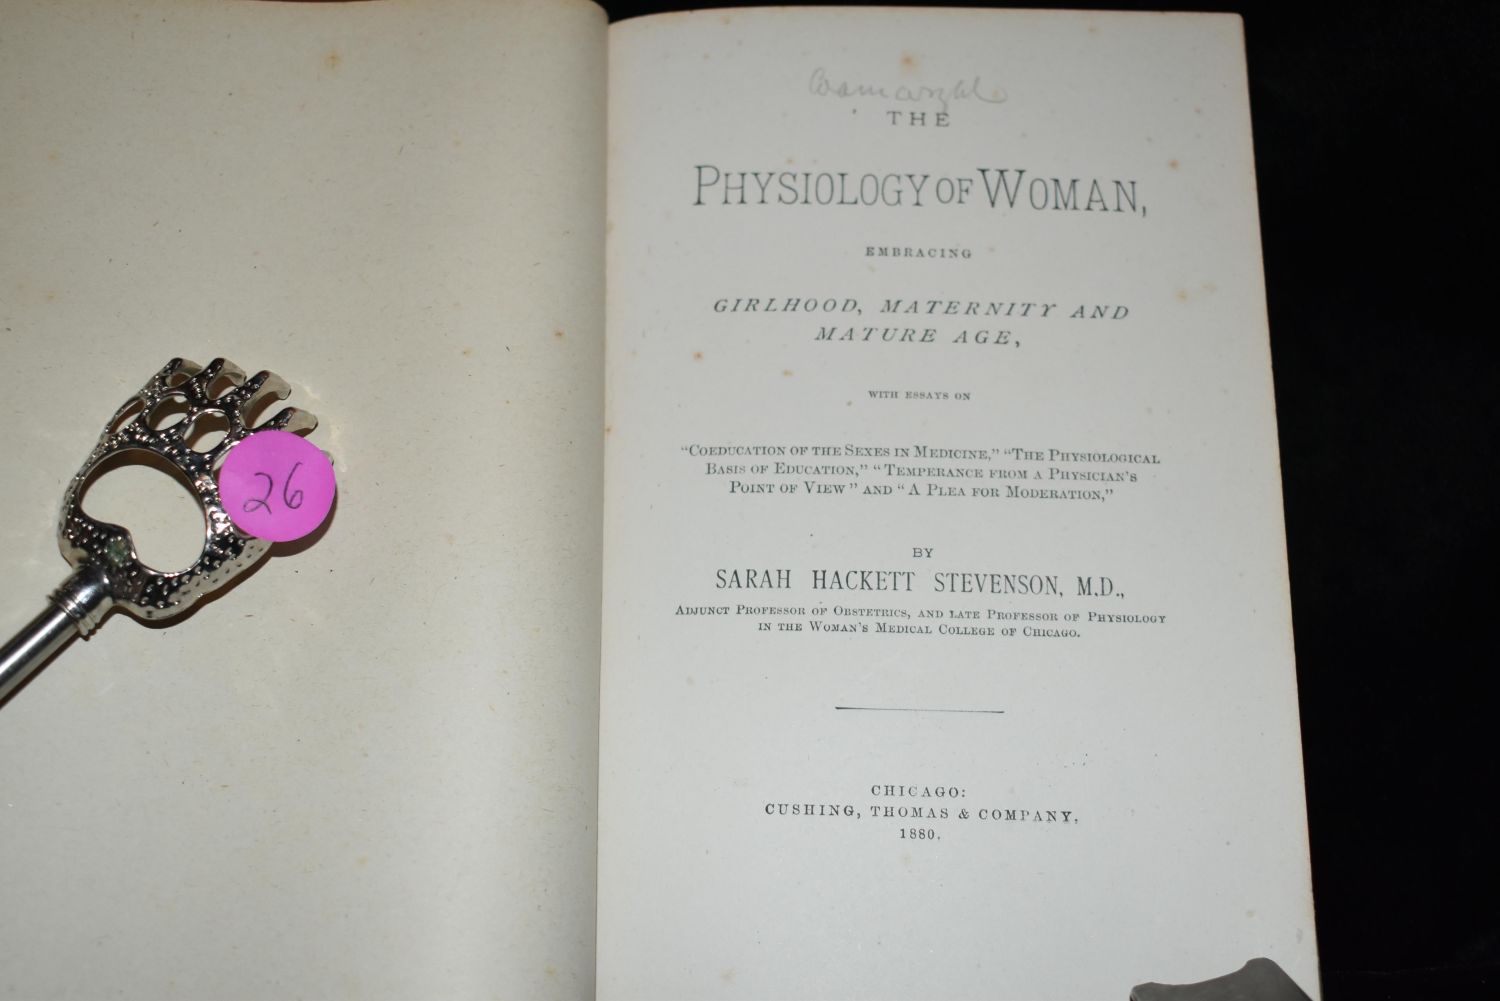 THE
PHYSIOLOGY OF WOMAN,
EMBRACING
GIRLHOOD, MATERNITY AND
MATURE AGE,
WITH ESSAYS ON
"COEDUCATION OF THE SEXES IN MEDICINE," "THE PHYSIOLOGICAL
BASIS OF EDUCATION," "TEMPERANCE FROM A PHYSICIAN'S
POINT OF VIEW" AND "A PLEA FOR MODERATION,"
BY
SARAH HACKETT STEVENSON, M.D.,
ADJUNCT PROFESSOR OF OBSTETRICS, AND LATE PROFESSOR OF PHYSIOLOGY
IN THE WOMAN'S MEDICAL COLLEGE OF CHICAGO.
CHICAGO:
CUSHING, THOMAS & COMPANY,
1880.
26